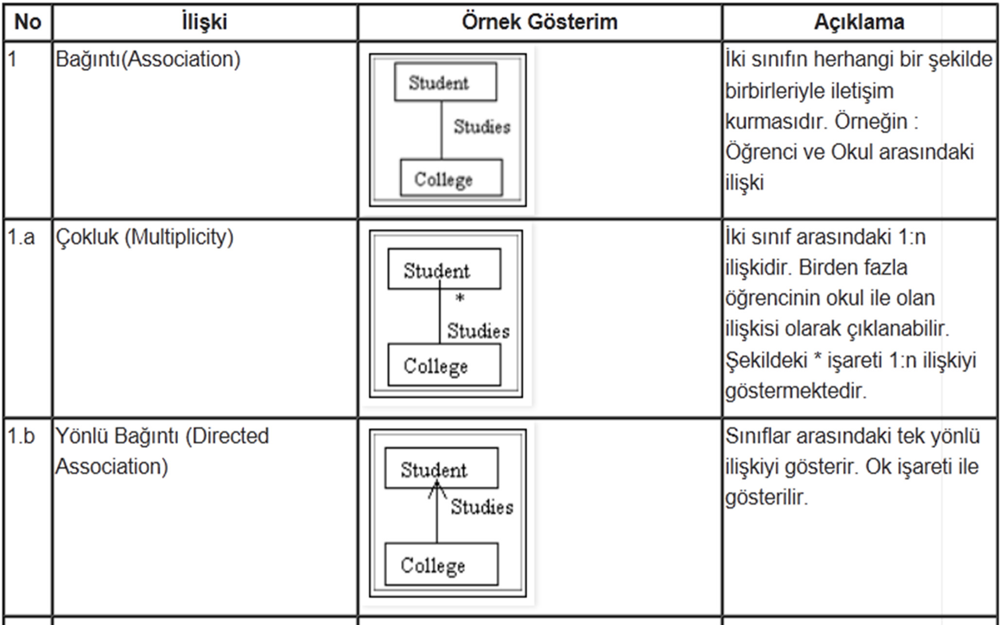 No İlişki Örnek Gösterim Açıklama
1 Bağıntı(Association)
Student
Studies
College
İki sınıfın herhangi bir şekilde
birbirleriyle iletişim
kurmasıdır. Örneğin :
Öğrenci ve Okul arasındaki
ilişki
1.a Çokluk (Multiplicity)
Student
*
Studies
College
İki sınıf arasındaki 1:n
ilişkidir. Birden fazla
öğrencinin okul ile olan
ilişkisi olarak çıklanabilir.
Şekildeki * işareti 1:n ilişkiyi
göstermektedir.
1.b Yönlü Bağıntı (Directed
Association)
Student
Studies
College
Sınıflar arasındaki tek yönlü
ilişkiyi gösterir. Ok işareti ile
gösterilir.